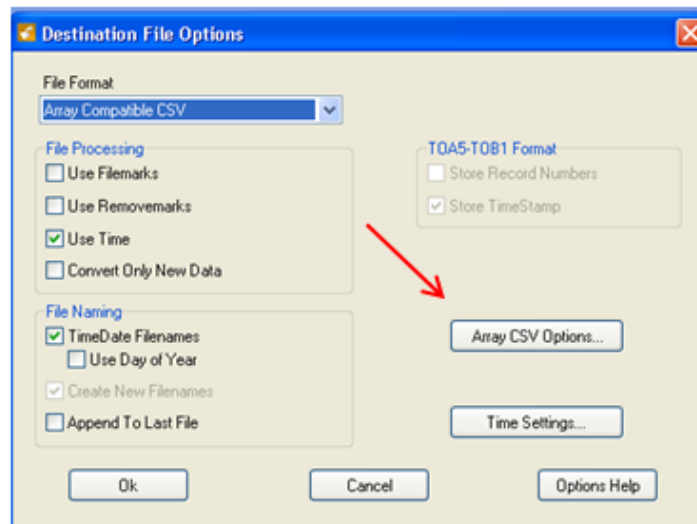 Destination File Options
File Format
Array Compatible CSV
File Processing
Use Filemarks
Use Removemarks
Use Time
Convert Only New Data
TOA5-TOB1 Format
Store Record Numbers
Store TimeStamp
File Naming
TimeDate Filenames
Use Day of Year
Create New Filenames
Append To Last File
Array CSV Options...
Time Settings...
Ok
Cancel
Options Help